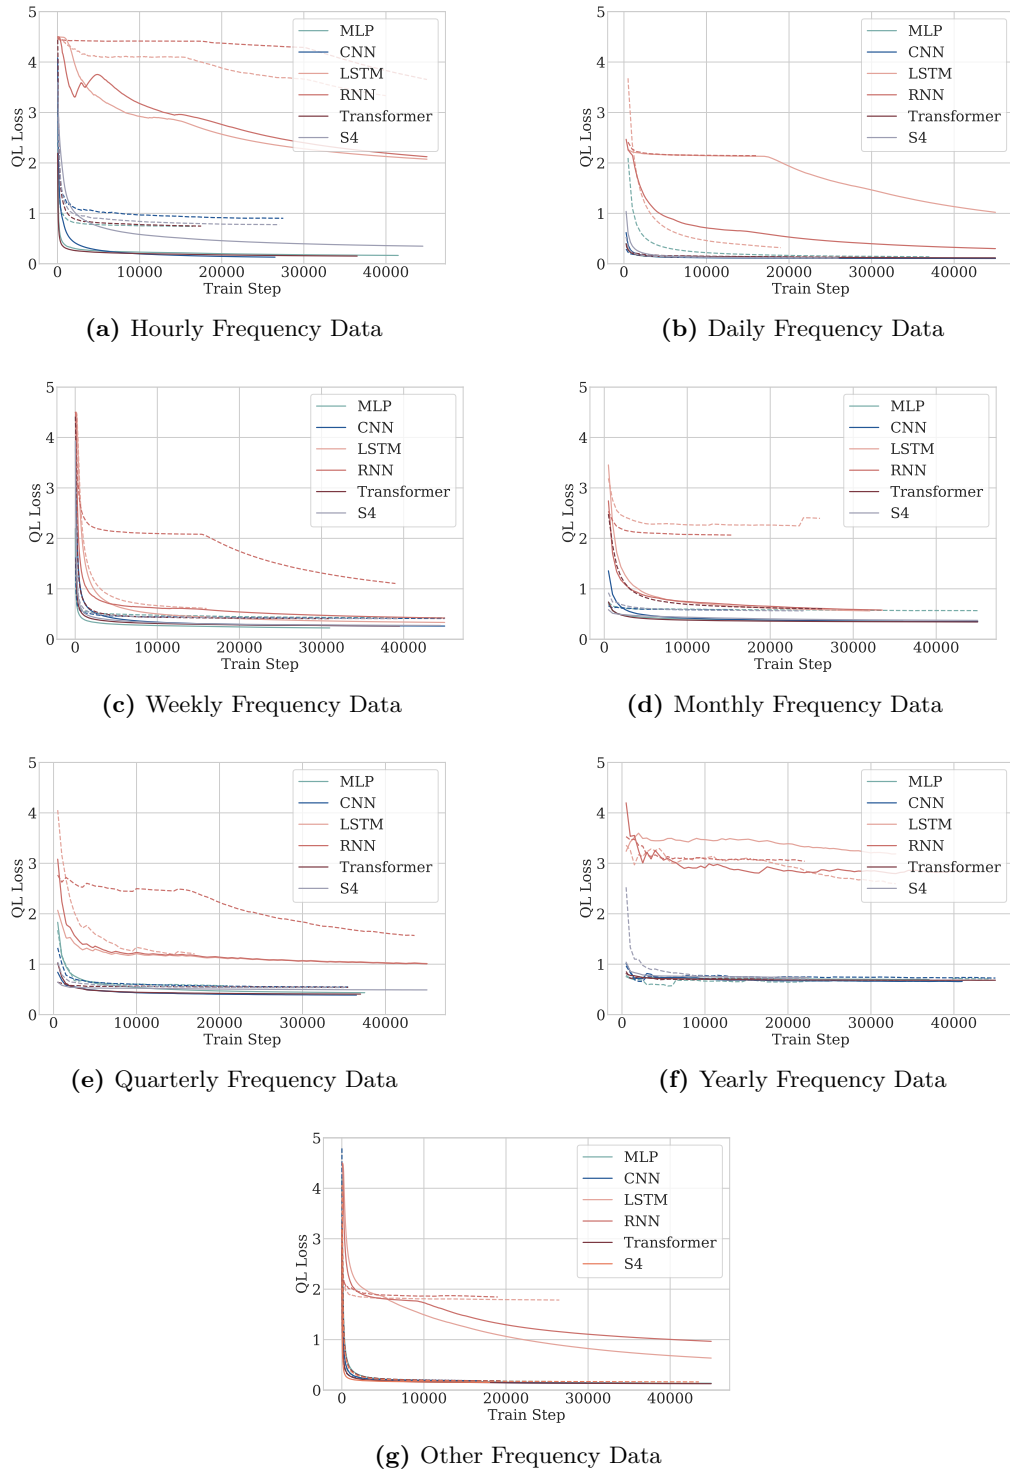 5
4
3
2
1
0
QL Loss
MLP
CNN
LSTM
RNN
Transformer
S4
0 10000 20000 30000 40000
Train Step
(a) Hourly Frequency Data
5
4
3
2
1
0
QL Loss
MLP
CNN
LSTM
RNN
Transformer
S4
0 10000 20000 30000 40000
Train Step
(b) Daily Frequency Data
5
4
3
2
1
0
QL Loss
MLP
CNN
LSTM
RNN
Transformer
S4
0 10000 20000 30000 40000
Train Step
(c) Weekly Frequency Data
5
4
3
2
1
0
QL Loss
MLP
CNN
LSTM
RNN
Transformer
S4
0 10000 20000 30000 40000
Train Step
(d) Monthly Frequency Data
5
4
3
2
1
0
QL Loss
MLP
CNN
LSTM
RNN
Transformer
S4
0 10000 20000 30000 40000
Train Step
(e) Quarterly Frequency Data
5
4
3
2
1
0
QL Loss
MLP
CNN
LSTM
RNN
Transformer
S4
0 10000 20000 30000 40000
Train Step
(f) Yearly Frequency Data
5
4
3
2
1
0
QL Loss
MLP
CNN
LSTM
RNN
Transformer
S4
0 10000 20000 30000 40000
Train Step
(g) Other Frequency Data